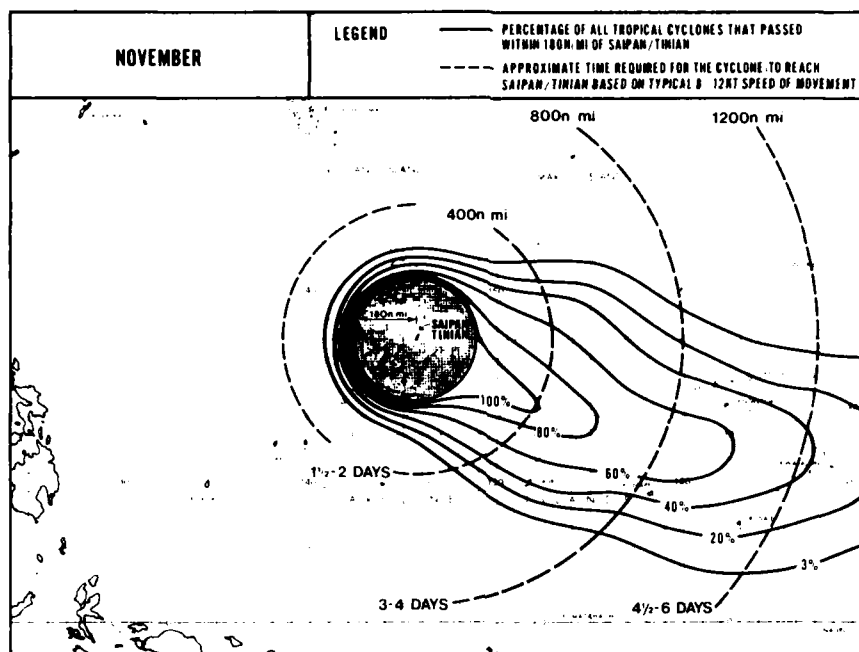 NOVEMBER
LEGEND
PERCENTAGE OF ALL TROPICAL CYCLONES THAT PASSED
WITHIN 180N. MI OF SAIPAN/TINIAN
APPROXIMATE TIME REQUIRED FOR THE CYCLONE TO REACH
SAIPAN/TINIAN BASED ON TYPICAL 8 12KT SPEED OF MOVEMENT
800n mi
1200n mi
400n mi
180n mi
SAIPAN
TINIAN
100%
80%
60%
40%
20%
3%
1½-2 DAYS
3-4 DAYS
4½-6 DAYS